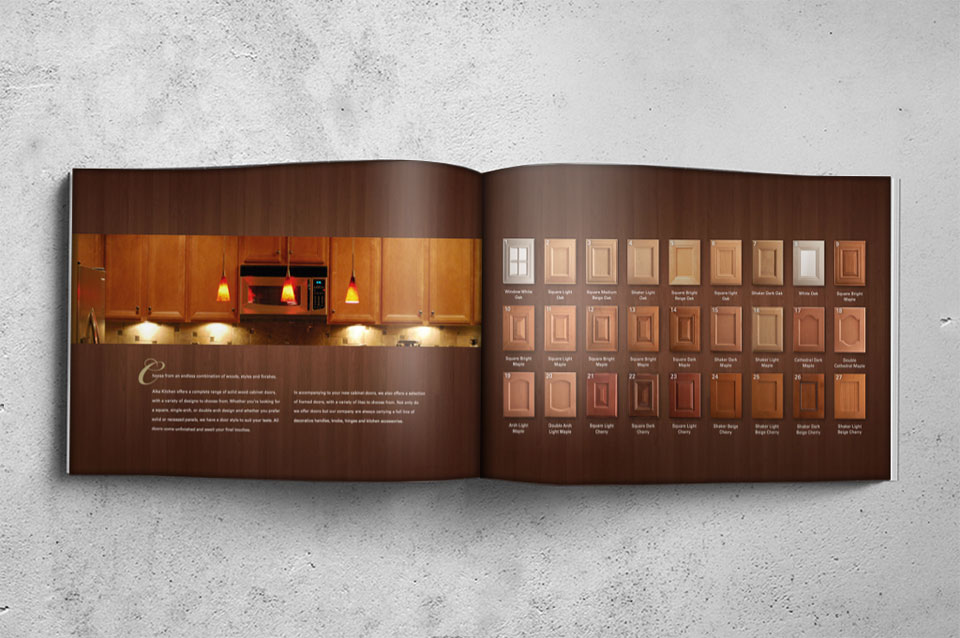 Choose from an endless combination of woods, styles and finishes.
Alba Kitchen offers a complete range of solid wood cabinet doors,
with a variety of designs to choose from. Whether you're looking for
a square, single-arch, or double arch design and whether you prefer
solid or recessed panels, we have a door style to suit your taste. All
doors come unfinished and await your final touches.
In accompanying to your new cabinet doors, we also offers a selection
of framed doors, with a variety of tiles to choose from. Not only do
we offer doors but our company are always carrying a full line of
decorative handles, knobs, hinges and kitchen accessories.
Window White
Oak
Square Light
Oak
Square Medium
Beige Oak
Shaker Light
Oak
Square Bright
Beige Oak
Square Light
Oak
Shaker Dark Oak
White Oak
9
Square Bright
Maple
10
Square Bright
Maple
11
Square Light
Maple
12
Square Bright
Maple
13
Square Bright
Maple
14
Square Dark
Maple
15
Shaker Dark
Maple
16
Shaker Light
Maple
17
Cathedral Dark
Maple
18
Double
Cathedral Maple
19
Arch Light
Maple
20
Double Arch
Light Maple
21
Square Light
Cherry
22
Square Dark
Cherry
23
Square Light
Cherry
24
Shaker Beige
Cherry
25
Shaker Light
Beige Cherry
26
Shaker Dark
Beige Cherry
27
Shaker Light
Beige Cherry